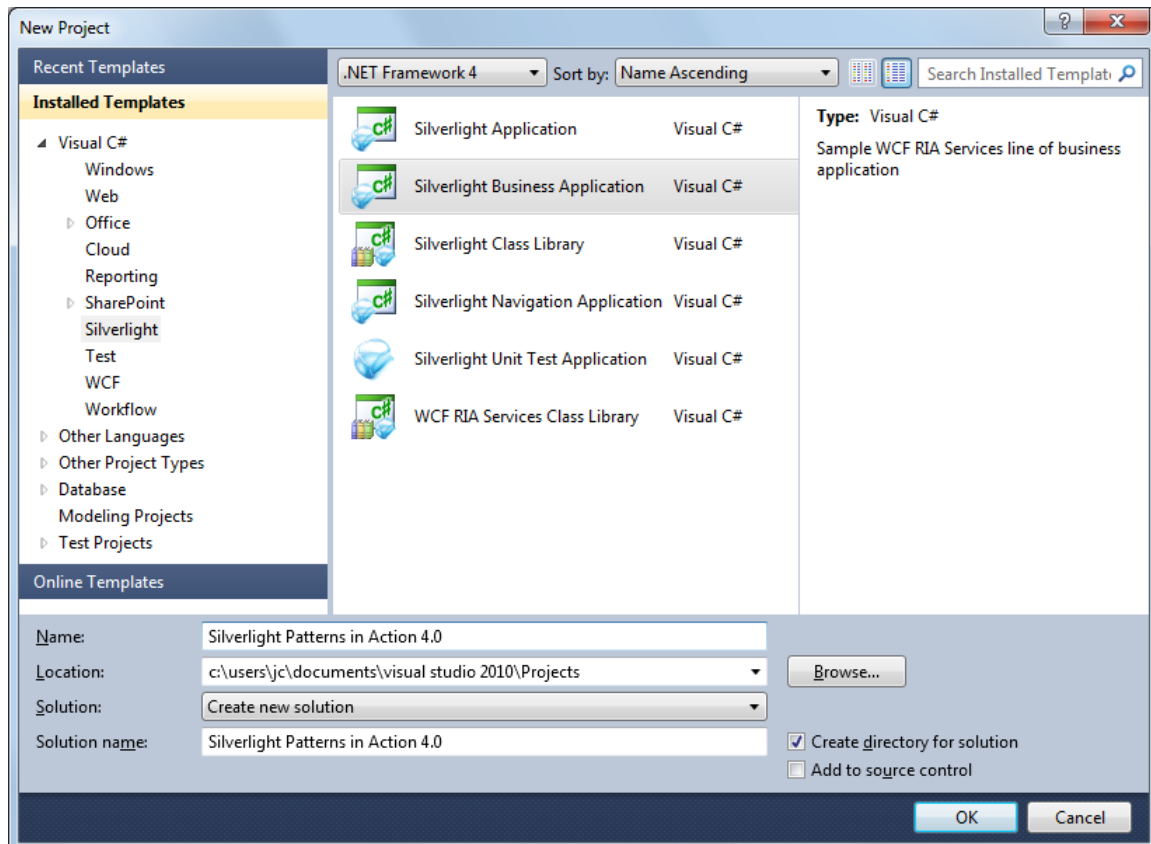 New Project
Recent Templates
Installed Templates
Visual C#
Windows
Web
Office
Cloud
Reporting
SharePoint
Silverlight
Test
WCF
Workflow
Other Languages
Other Project Types
Database
Modeling Projects
Test Projects
Online Templates
.NET Framework 4
Sort by: Name Ascending
Search Installed Templat
Silverlight Application Visual C#
Silverlight Business Application Visual C#
Silverlight Class Library Visual C#
Silverlight Navigation Application Visual C#
Silverlight Unit Test Application Visual C#
WCF RIA Services Class Library Visual C#
Type: Visual C#
Sample WCF RIA Services line of business
application
Name: Silverlight Patterns in Action 4.0
Location: c:\users\jc\documents\visual studio 2010\Projects
Browse...
Solution: Create new solution
Solution name: Silverlight Patterns in Action 4.0
Create directory for solution
Add to source control
OK Cancel